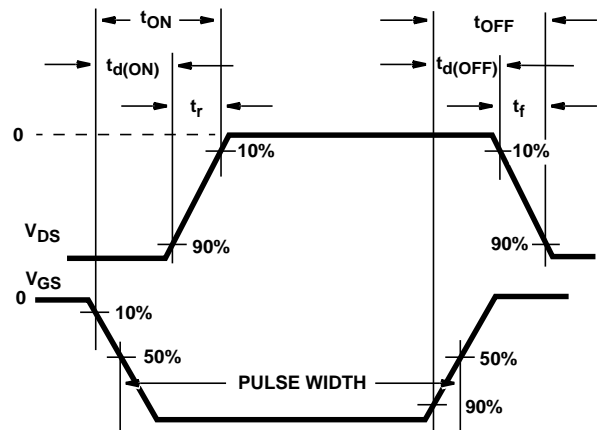 tON tOFF
td(ON) td(OFF)
tr tf
0
10% 10%
VDS 90% 90%
VGS
0
10%
50% 50%
PULSE WIDTH
90%